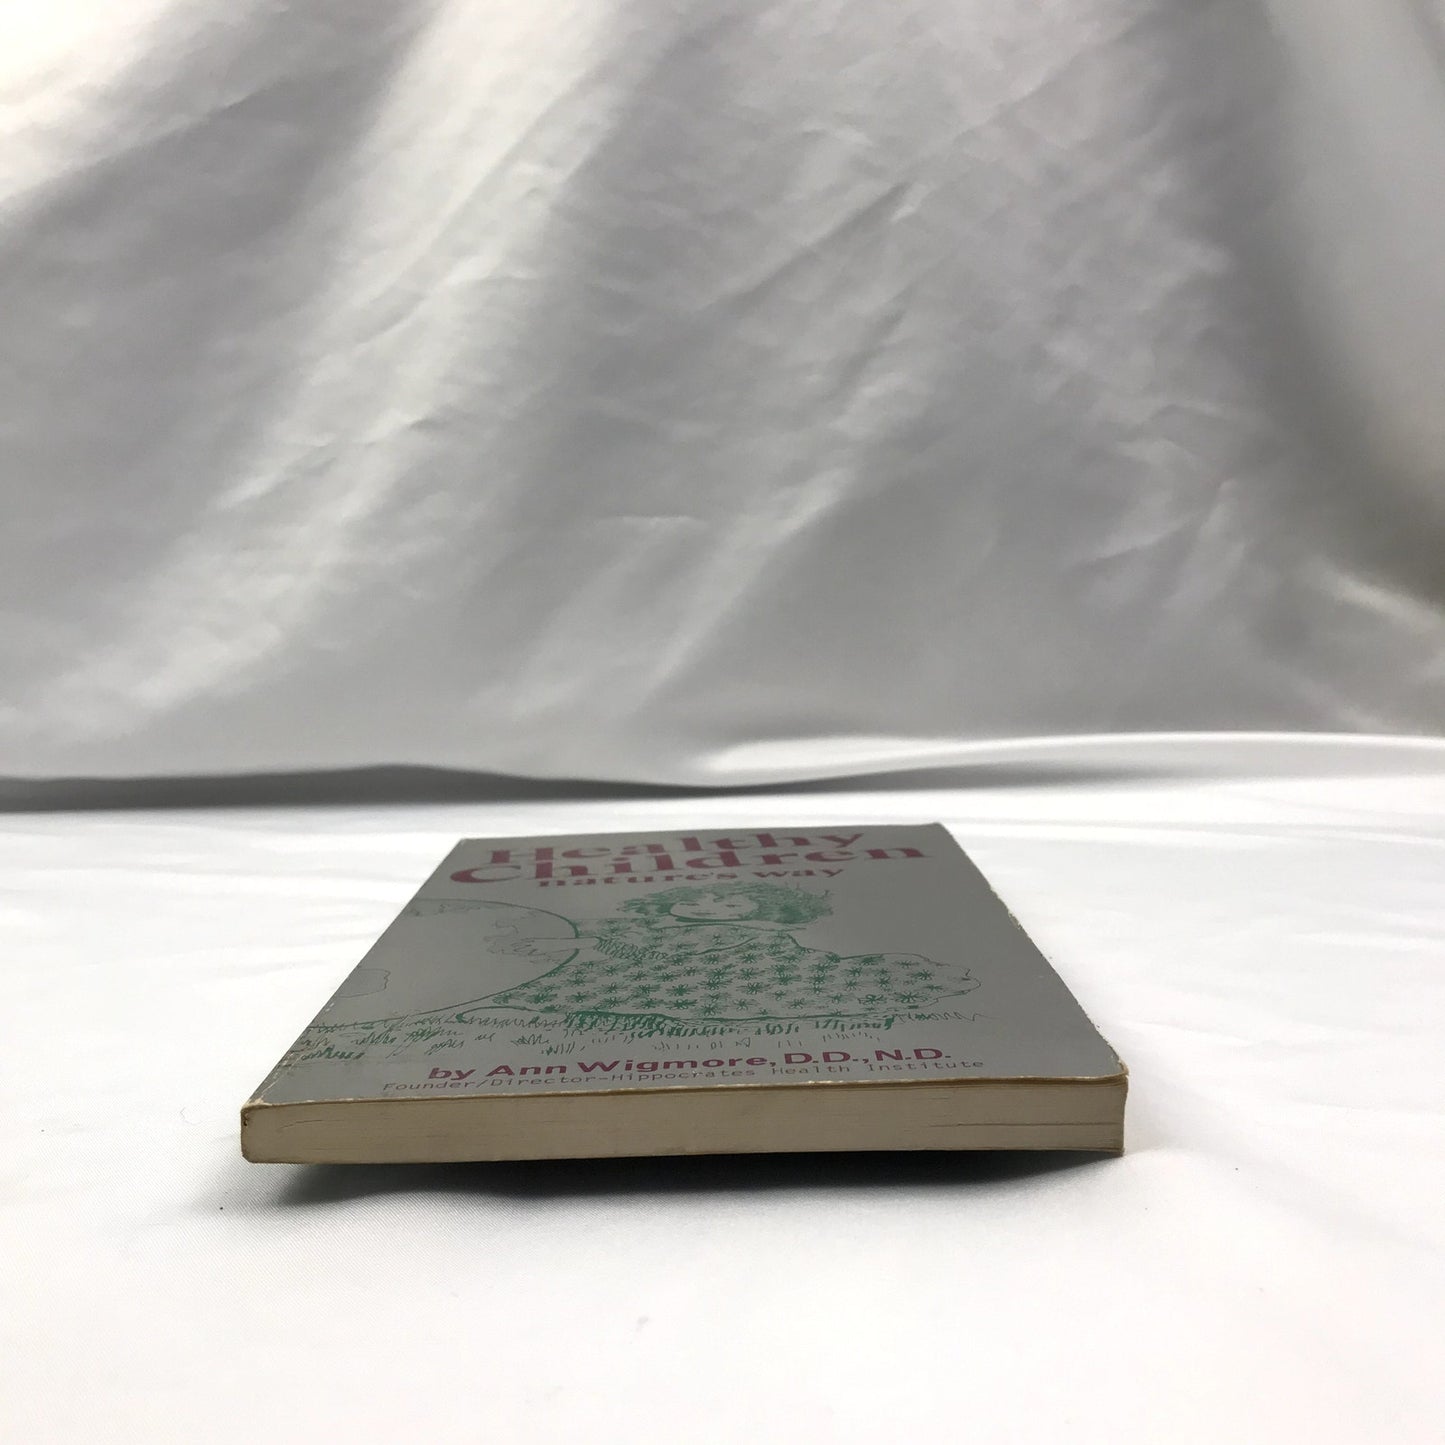 Healthy
Children
nature's way
by Ann Wigmore, D.D., N.D.
Founder/Director-Hippocrates Health Institute